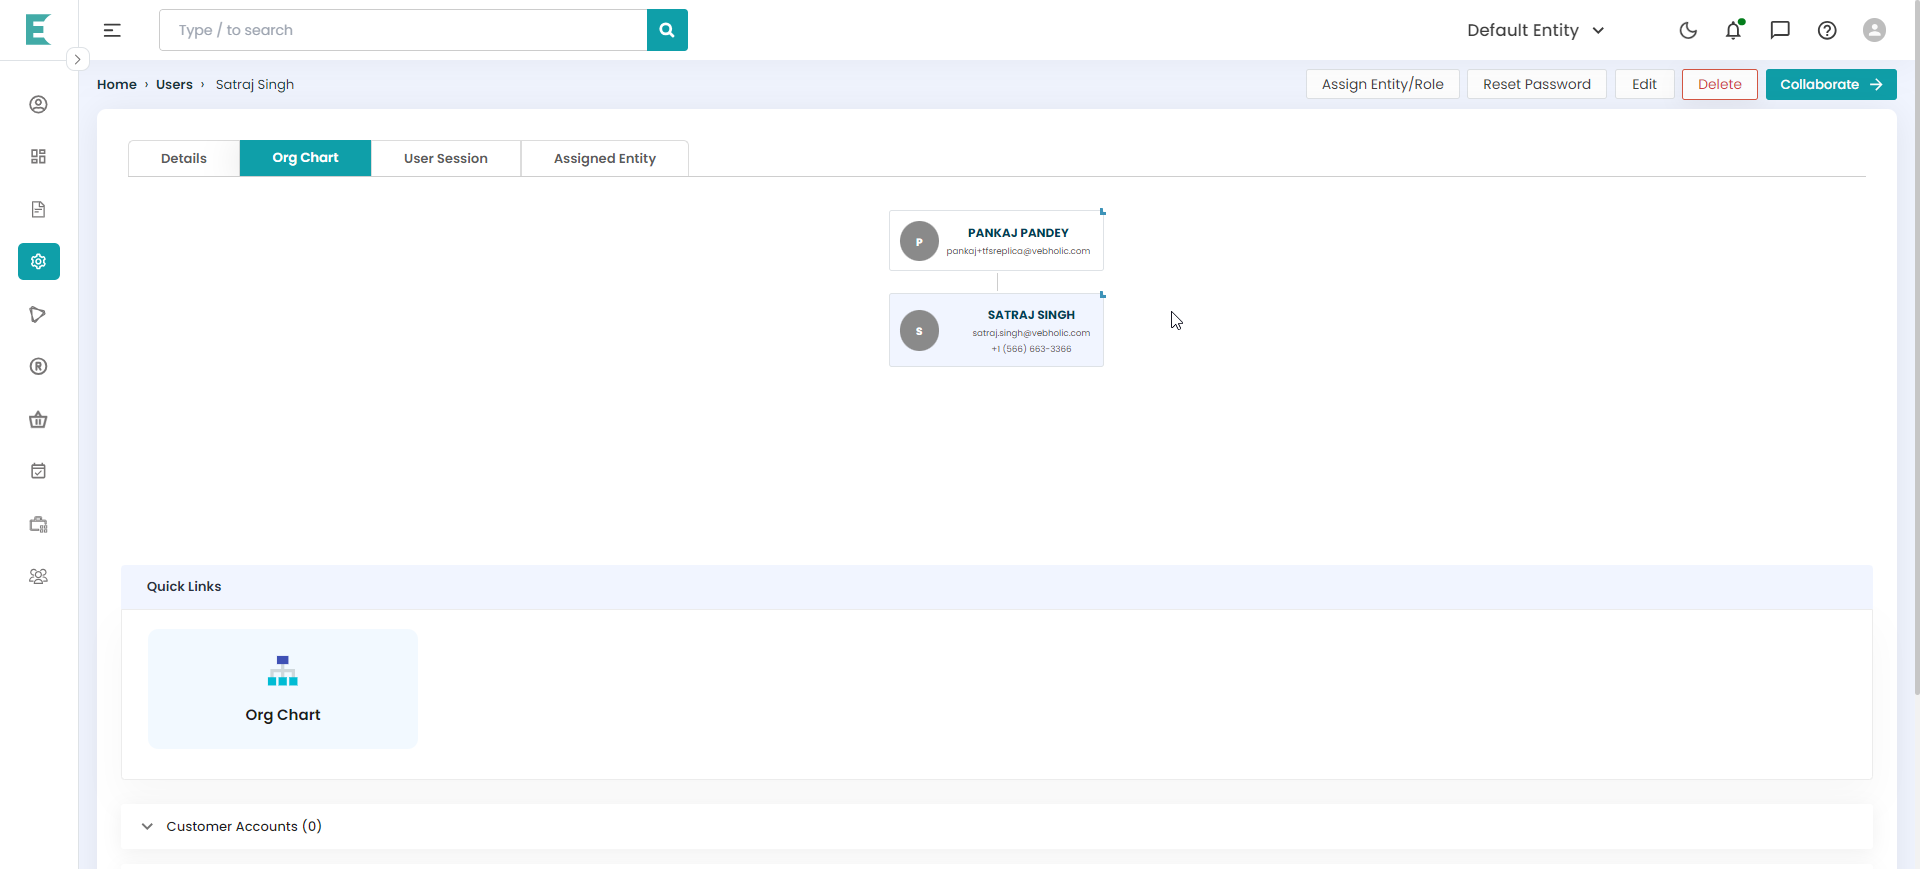 Type / to search
Default Entity
Home › Users › Satraj Singh
Assign Entity/Role
Reset Password
Edit
Delete
Collaborate
Details
Org Chart
User Session
Assigned Entity
P
PANKAJ PANDEY
pankaj+tfsreplica@vebholic.com
S
SATRAJ SINGH
satraj.singh@vebholic.com
+1 (566) 663-3366
Quick Links
Org Chart
Customer Accounts (0)